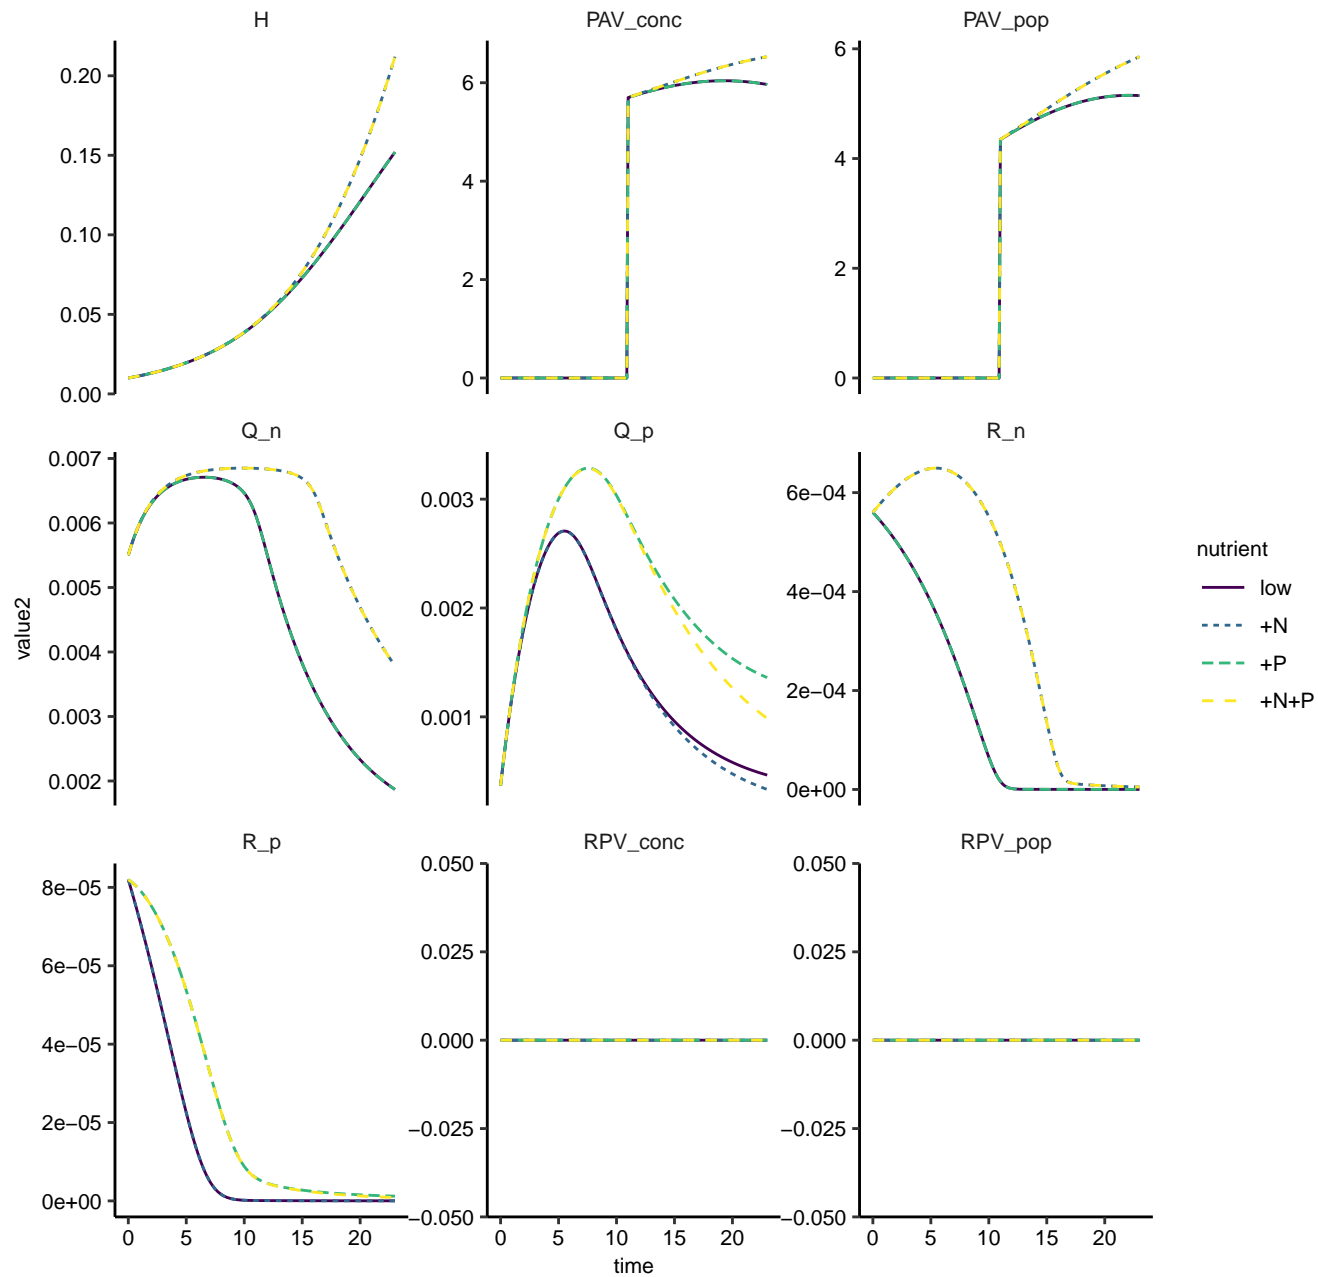 H
PAV_conc
PAV_pop
0.20
0.15
0.10
0.05
0.00
6
4
2
0
6
4
2
0
Q_n
Q_p
R_n
0.007
0.006
0.005
0.004
0.003
0.002
0.003
0.002
0.001
6e−04
4e−04
2e−04
0e+00
value2
nutrient
low
+N
+P
+N+P
R_p
RPV_conc
RPV_pop
8e−05
6e−05
4e−05
2e−05
0e+00
0.050
0.025
0.000
−0.025
−0.050
0.050
0.025
0.000
−0.025
−0.050
0 5 10 15 20
0 5 10 15 20
0 5 10 15 20
time